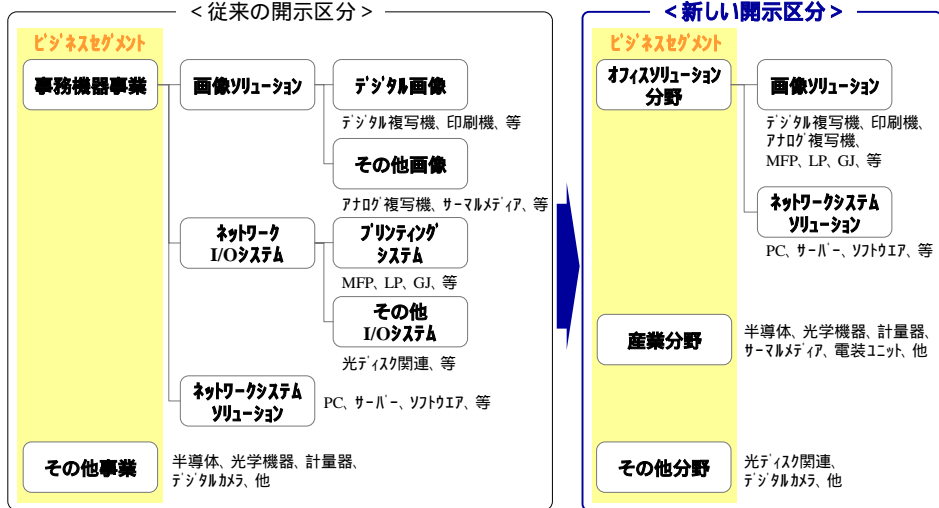 ＜従来の開示区分＞
ﾋﾞｼﾞﾈｽｾｸﾞﾒﾝﾄ
事務機器事業
画像ｿﾘｭｰｼｮﾝ
ﾃﾞｼﾞﾀﾙ画像
ﾃﾞｼﾞﾀﾙ複写機、印刷機、等
その他画像
ｱﾅﾛｸﾞ複写機、ｻｰﾏﾙﾒﾃﾞｨｱ、等
ﾈｯﾄﾜｰｸ
I/Oｼｽﾃﾑ
ﾌﾟﾘﾝﾃｨﾝｸﾞ
ｼｽﾃﾑ
MFP、LP、GJ、等
その他
I/Oｼｽﾃﾑ
光ﾃﾞｨｽｸ関連、等
ﾈｯﾄﾜｰｸｼｽﾃﾑ
ｿﾘｭｰｼｮﾝ
PC、ｻｰﾊﾞｰ、ｿﾌﾄｳｴｱ、等
その他事業
半導体、光学機器、計量器、
ﾃﾞｼﾞﾀﾙｶﾒﾗ、他
＜新しい開示区分＞
ﾋﾞｼﾞﾈｽｾｸﾞﾒﾝﾄ
ｵﾌｨｽｿﾘｭｰｼｮﾝ
分野
画像ｿﾘｭｰｼｮﾝ
ﾃﾞｼﾞﾀﾙ複写機、印刷機、
ｱﾅﾛｸﾞ複写機、
MFP、LP、GJ、等
ﾈｯﾄﾜｰｸｼｽﾃﾑ
ｿﾘｭｰｼｮﾝ
PC、ｻｰﾊﾞｰ、ｿﾌﾄｳｴｱ、等
産業分野
半導体、光学機器、計量器、
ｻｰﾏﾙﾒﾃﾞｨｱ、電装ﾕﾆｯﾄ、他
その他分野
光ﾃﾞｨｽｸ関連、
ﾃﾞｼﾞﾀﾙｶﾒﾗ、他